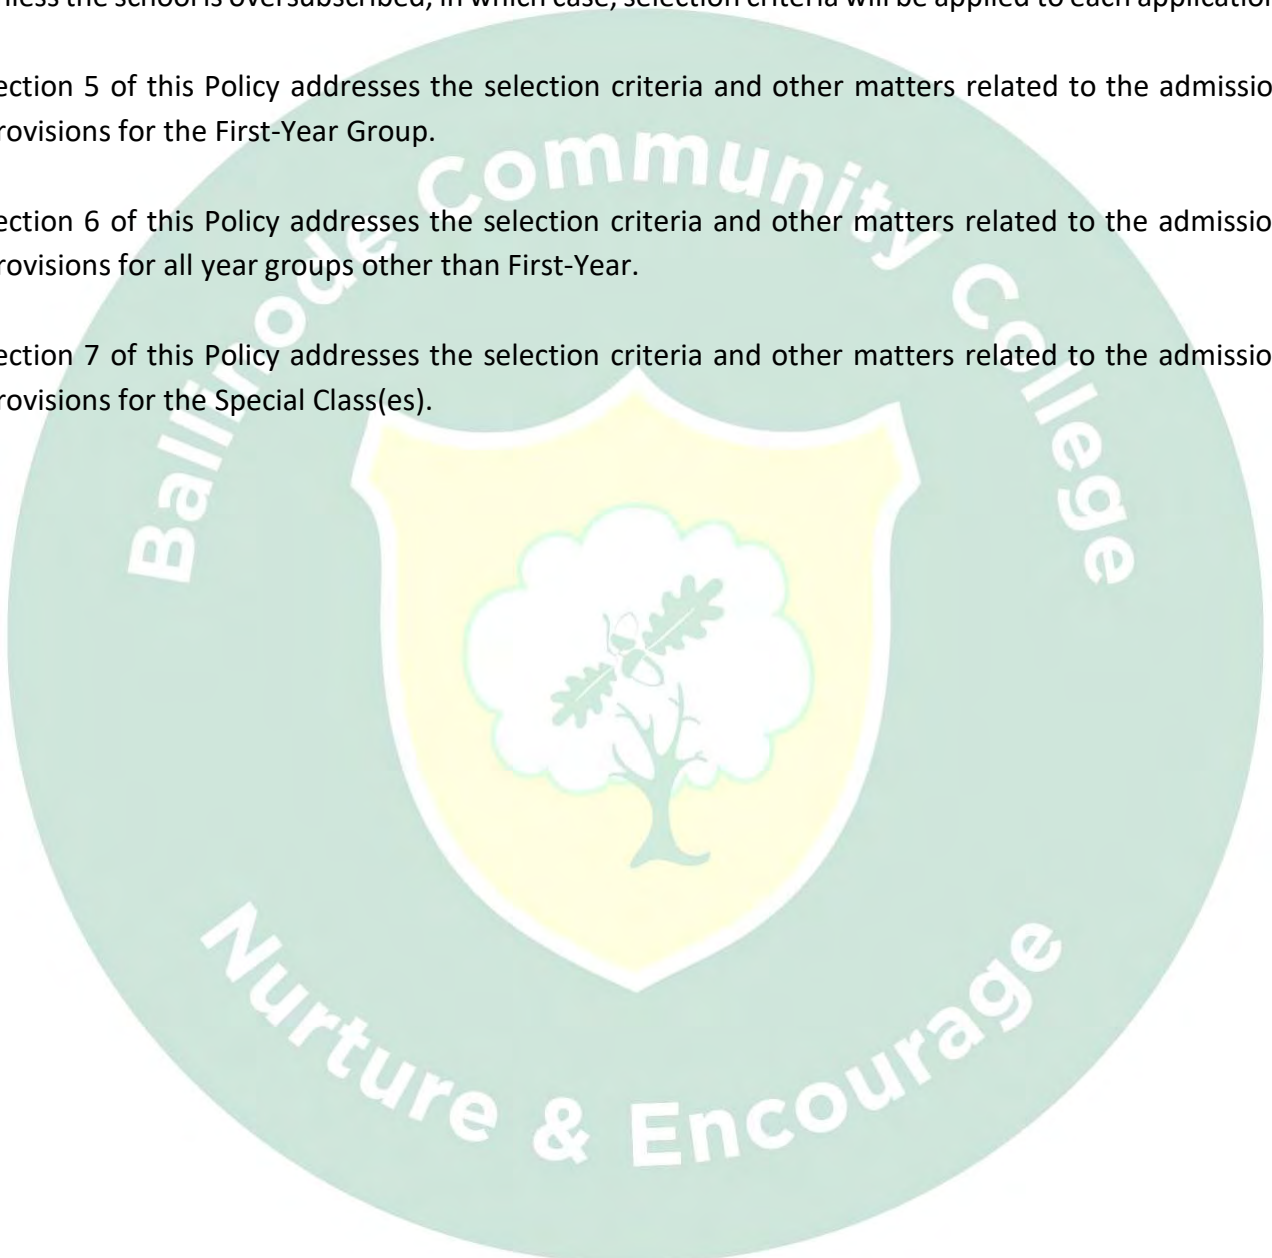 nless the school is oversubscribed, in which case, selection criteria will be applied to each application
ection 5 of this Policy addresses the selection criteria and other matters related to the admissio
rovisions for the First-Year Group.
ection 6 of this Policy addresses the selection criteria and other matters related to the admissio
rovisions for all year groups other than First-Year.
ection 7 of this Policy addresses the selection criteria and other matters related to the admissio
rovisions for the Special Class(es).
Ballinode Community College
Nurture & Encourage